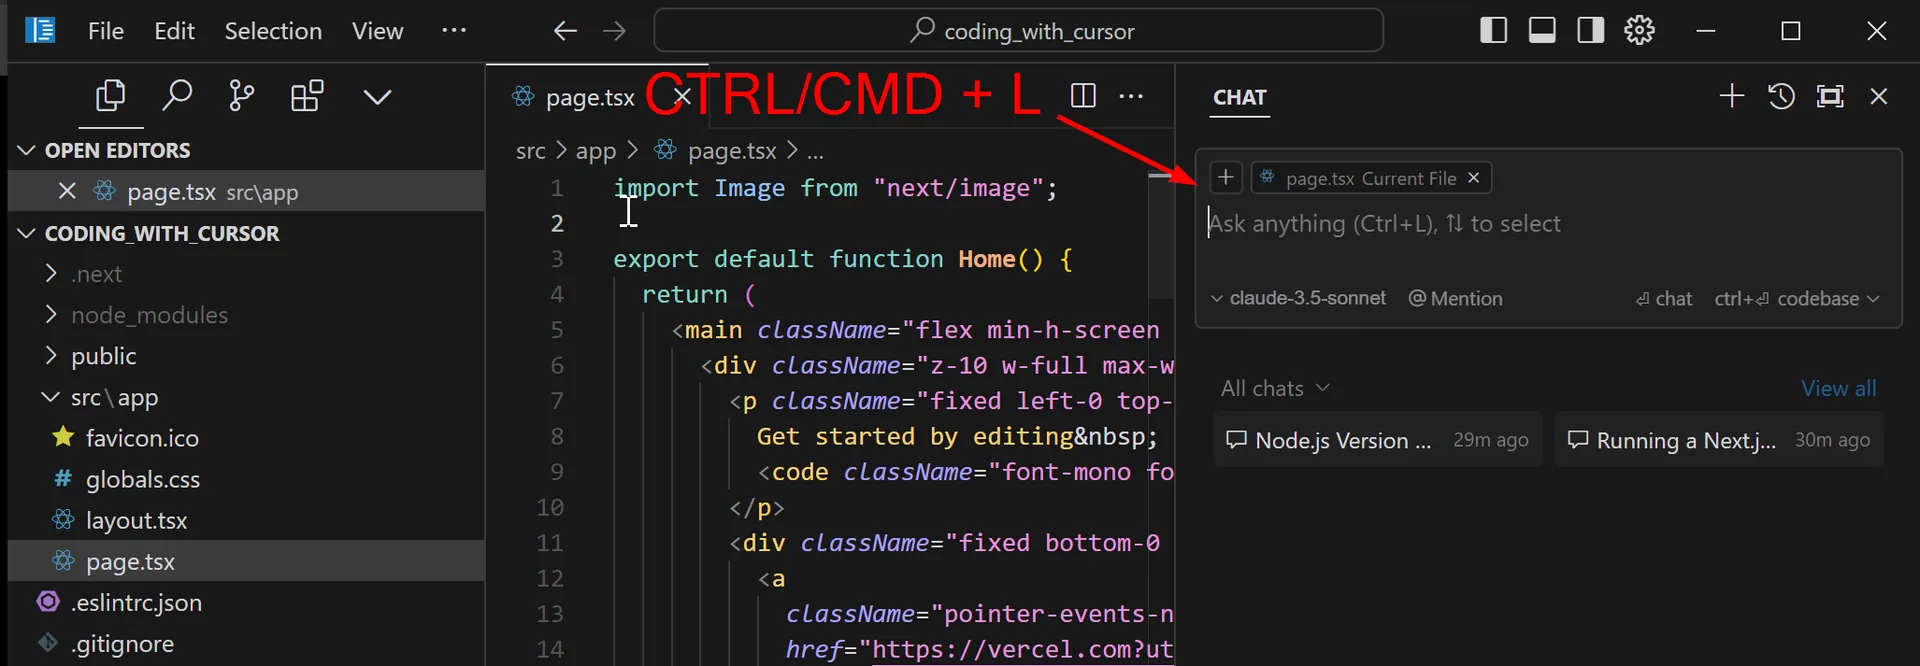 File Edit Selection View ...
coding_with_cursor
OPEN EDITORS
page.tsx src\app
CODING_WITH_CURSOR
.next
node_modules
public
src\app
favicon.ico
# globals.css
layout.tsx
page.tsx
.eslintrc.json
.gitignore
page.tsx
CTRL/CMD + L
src > app > page.tsx > ...
1 import Image from "next/image";
2
3 export default function Home() {
4 return (
5 <main className="flex min-h-screen
6 <div className="z-10 w-full max-w
7 <p className="fixed left-0 top-
8 Get started by editing&nbsp;
9 <code className="font-mono fo
10 </p>
11 <div className="fixed bottom-0
12 <a
13 className="pointer-events-n
14 href="https://vercel.com?ut
CHAT
+ page.tsx Current File ×
Ask anything (Ctrl+L), ⇅ to select
claude-3.5-sonnet @ Mention ⏎ chat ctrl+⏎ codebase
All chats View all
Node.js Version ... 29m ago
Running a Next.j... 30m ago